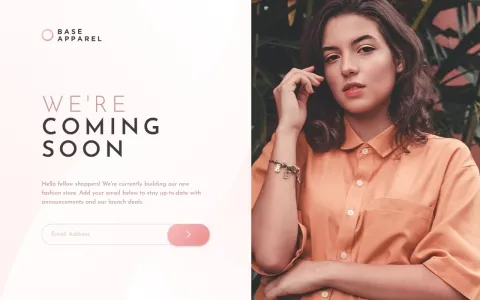 BASE
APPAREL
WE'RE
COMING
SOON
Hello fellow shoppers! We're currently building our new
fashion store. Add your email below to stay up-to-date with
announcements and our launch deals.
Email Address